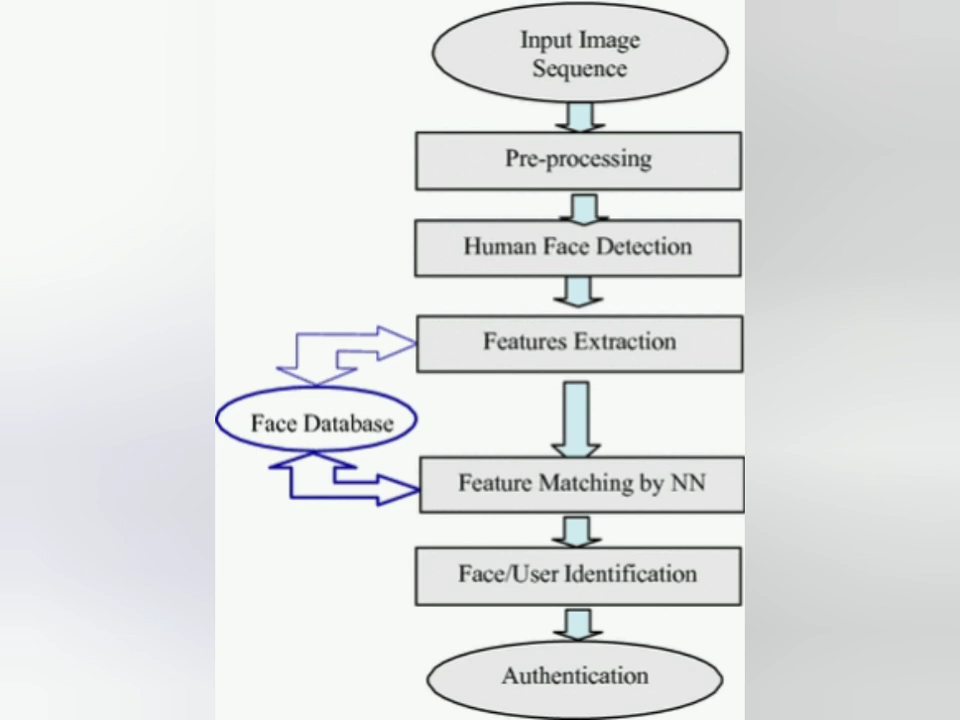 Input Image
Sequence
Pre-processing
Human Face Detection
Features Extraction
Face Database
Feature Matching by NN
Face/User Identification
Authentication